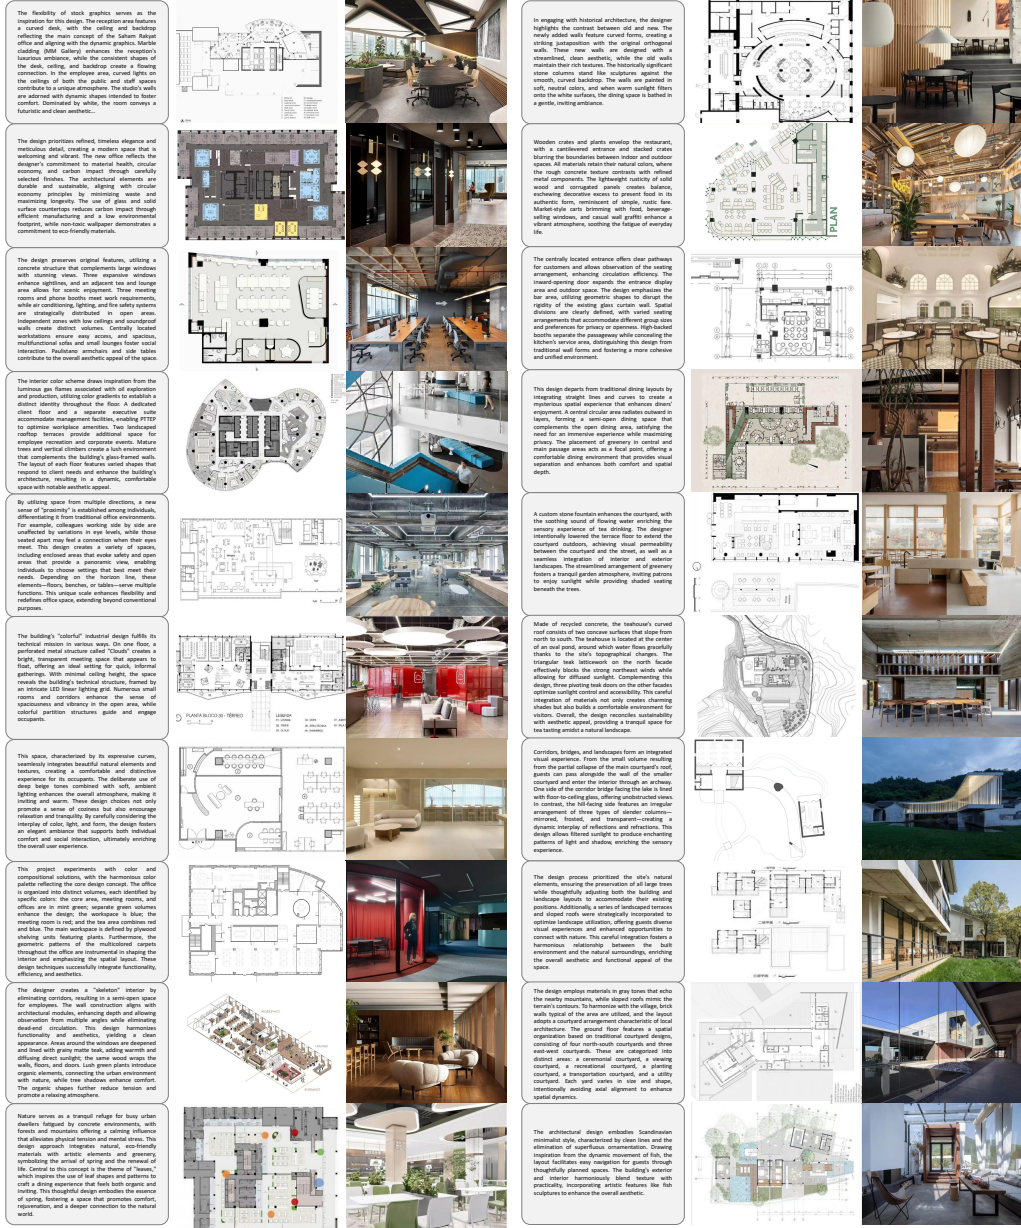 The flexibility of stock graphics serves as the
inspiration for this design. The reception area features
a curved desk, with the ceiling and backdrop
reflecting the main concept of the Saham Rakyat
office and aligning with the dynamic graphics. Marble
cladding (MM Gallery) enhances the reception's
luxurious ambiance, while the consistent shapes of
the desk, ceiling, and backdrop create a flowing
connection. In the employee area, curved lights on
the ceilings of both the public and staff spaces
contribute to a unique atmosphere. The studio's walls
are adorned with dynamic shapes intended to foster
comfort. Dominated by white, the room conveys a
futuristic and clean aesthetic...
The design prioritizes refined, timeless elegance and
meticulous detail, creating a modern space that is
welcoming and vibrant. The new office reflects the
designer's commitment to material health, circular
economy, and carbon impact through carefully
selected finishes. The architectural elements are
durable and sustainable, aligning with circular
economy principles by minimizing waste and
maximizing longevity. The use of glass and solid
surface countertops reduces carbon impact through
efficient manufacturing and a low environmental
footprint, while non-toxic wallpaper demonstrates a
commitment to eco-friendly materials.
The design preserves original features, utilizing a
concrete structure that complements large windows
with stunning views. Three expansive windows
enhance sightlines, and an adjacent tea and lounge
area allows for scenic enjoyment. Three meeting
rooms and phone booths meet work requirements,
while air conditioning, lighting, and fire safety systems
are strategically distributed in open areas.
Independent zones with low ceilings and soundproof
walls create distinct volumes. Centrally located
workstations ensure easy access, and spacious,
multifunctional sofas and small lounges foster social
interaction. Paulistano armchairs and side tables
contribute to the overall aesthetic appeal of the space.
The interior color scheme draws inspiration from the
luminous gas flames associated with oil exploration
and production, utilizing color gradients to establish a
distinct identity throughout the floor. A dedicated
client floor and a separate executive suite
accommodate management facilities, enabling PTTEP
to optimize workplace amenities. Two landscaped
rooftop terraces provide additional space for
employee recreation and corporate events. Mature
trees and vertical climbers create a lush environment
that complements the building's glass-framed walls.
The layout of each floor features varied shapes that
respond to client needs and enhance the building's
architecture, resulting in a dynamic, comfortable
space with notable aesthetic appeal.
By utilizing space from multiple directions, a new
sense of "proximity" is established among individuals,
differentiating it from traditional office environments.
For example, colleagues working side by side are
unaffected by variations in eye levels, while those
seated apart may feel a connection when their eyes
meet. This design creates a variety of spaces,
including enclosed areas that evoke safety and open
areas that provide a panoramic view, enabling
individuals to choose settings that best meet their
needs. Depending on the horizon line, these
elements—floors, benches, or tables—serve multiple
functions. This unique scale enhances flexibility and
redefines office space, extending beyond conventional
purposes.
The building's "colorful" industrial design fulfills its
technical mission in various ways. On one floor, a
perforated metal structure called "Clouds" creates a
bright, transparent meeting space that appears to
float, offering an ideal setting for quick, informal
gatherings. With minimal ceiling height, the space
reveals the building's technical structure, framed by
an intricate LED linear lighting grid. Numerous small
rooms and corridors enhance the sense of
spaciousness and vibrancy in the open area, while
colorful partition structures guide and engage
occupants.
PLANTA BLOCO 00 - TÉRREO
This space, characterized by its expressive curves,
seamlessly integrates beautiful natural elements and
textures, creating a comfortable and distinctive
experience for its occupants. The deliberate use of
deep beige tones combined with soft, ambient
lighting enhances the overall atmosphere, making it
inviting and warm. These design choices not only
promote a sense of coziness but also encourage
relaxation and tranquility. By carefully considering the
interplay of color, light, and form, the design fosters
an elegant ambiance that supports both individual
comfort and social interaction, ultimately enriching
the overall user experience.
This project experiments with color and
compositional solutions, with the harmonious color
palette reflecting the core design concept. The office
is organized into distinct volumes, each identified by
specific colors: the core area, meeting rooms, and
offices are in mint green; separate green volumes
enhance the design; the workspace is blue; the
meeting room is red; and the tea area combines red
and blue. The main workspace is defined by plywood
shelving units featuring plants. Furthermore, the
geometric patterns of the multicolored carpets
throughout the office are instrumental in shaping the
interior and emphasizing the spatial layout. These
design techniques successfully integrate functionality,
efficiency, and aesthetics.
The designer creates a "skeleton" interior by
eliminating corridors, resulting in a semi-open space
for employees. The wall construction aligns with
architectural modules, enhancing depth and allowing
observation from multiple angles while eliminating
dead-end circulation. This design harmonizes
functionality and aesthetics, yielding a clean
appearance. Areas around the windows are deepened
and lined with grainy matte teak, adding warmth and
diffusing direct sunlight; the same wood wraps the
walls, floors, and doors. Lush green plants introduce
organic elements, connecting the urban environment
with nature, while tree shadows enhance comfort.
The organic shapes further reduce tension and
promote a relaxing atmosphere.
Nature serves as a tranquil refuge for busy urban
dwellers fatigued by concrete environments, with
forests and mountains offering a calming influence
that alleviates physical tension and mental stress. This
design approach integrates natural, eco-friendly
materials with artistic elements and greenery,
symbolizing the arrival of spring and the renewal of
life. Central to this concept is the theme of "leaves,"
which inspires the use of leaf shapes and patterns to
craft a dining experience that feels both organic and
inviting. This thoughtful design embodies the essence
of spring, fostering a space that promotes comfort,
rejuvenation, and a deeper connection to the natural
world.
In engaging with historical architecture, the designer
highlights the contrast between old and new. The
newly added walls feature curved forms, creating a
striking juxtaposition with the original orthogonal
walls. These new walls are designed with a
streamlined, clean aesthetic, while the old walls
maintain their rich textures. The historically significant
stone columns stand like sculptures against the
smooth, curved backdrop. The walls are painted in
soft, neutral colors, and when warm sunlight filters
onto the white surfaces, the dining space is bathed in
a gentle, inviting ambiance.
Wooden crates and plants envelop the restaurant,
with a cantilevered entrance and stacked crates
blurring the boundaries between indoor and outdoor
spaces. All materials retain their natural colors, where
the rough concrete texture contrasts with refined
metal components. The lightweight rusticity of solid
wood and corrugated panels creates balance,
eschewing decorative excess to present food in its
authentic form, reminiscent of simple, rustic fare.
Market-style carts brimming with food, beverage-
selling windows, and casual wall graffiti enhance a
vibrant atmosphere, soothing the fatigue of everyday
life.
PLAN
The centrally located entrance offers clear pathways
for customers and allows observation of the seating
arrangement, enhancing circulation efficiency. The
inward-opening door expands the entrance display
area and outdoor space. The design emphasizes the
bar area, utilizing geometric shapes to disrupt the
rigidity of the existing glass curtain wall. Spatial
divisions are clearly defined, with varied seating
arrangements that accommodate different group sizes
and preferences for privacy or openness. High-backed
booths separate the passageway while concealing the
kitchen's service area, distinguishing this design from
traditional wall forms and fostering a more cohesive
and unified environment.
This design departs from traditional dining layouts by
integrating straight lines and curves to create a
mysterious spatial experience that enhances diners'
enjoyment. A central circular area radiates outward in
layers, forming a semi-open dining space that
complements the open dining area, satisfying the
need for an immersive experience while maximizing
privacy. The placement of greenery in central and
main passage areas acts as a focal point, offering a
comfortable dining environment that provides visual
separation and enhances both comfort and spatial
depth.
A custom stone fountain enhances the courtyard, with
the soothing sound of flowing water enriching the
sensory experience of tea drinking. The designer
intentionally lowered the terrace floor to extend the
courtyard outdoors, achieving visual permeability
between the courtyard and the street, as well as a
seamless integration of interior and exterior
landscapes. The streamlined arrangement of greenery
fosters a tranquil garden atmosphere, inviting patrons
to enjoy sunlight while providing shaded seating
beneath the trees.
Made of recycled concrete, the teahouse's curved
roof consists of two concave surfaces that slope from
north to south. The teahouse is located at the center
of an oval pond, around which water flows gracefully
thanks to the site's topographical changes. The
triangular teak latticework on the north facade
effectively blocks the strong northeast winds while
allowing for diffused sunlight. Complementing this
design, three pivoting teak doors on the other facades
optimize sunlight control and accessibility. This careful
integration of materials not only creates charming
shades but also builds a comfortable environment for
visitors. Overall, the design reconciles sustainability
with aesthetic appeal, providing a tranquil space for
tea tasting amidst a natural landscape.
Corridors, bridges, and landscapes form an integrated
visual experience. From the small volume resulting
from the partial collapse of the main courtyard's roof,
guests can pass alongside the wall of the smaller
courtyard and enter the interior through an archway.
One side of the corridor bridge facing the lake is lined
with floor-to-ceiling glass, offering unobstructed views.
In contrast, the hill-facing side features an irregular
arrangement of three types of slender columns—
mirrored, frosted, and transparent—creating a
dynamic interplay of reflections and refractions. This
design allows filtered sunlight to produce enchanting
patterns of light and shadow, enriching the sensory
experience.
The design process prioritized the site's natural
elements, ensuring the preservation of all large trees
while thoughtfully adjusting both the building and
landscape layouts to accommodate their existing
positions. Additionally, a series of landscaped terraces
and sloped roofs were strategically incorporated to
optimize landscape utilization, offering guests diverse
visual experiences and enhanced opportunities to
connect with nature. This careful integration fosters a
harmonious relationship between the built
environment and the natural surroundings, enriching
the overall aesthetic and functional appeal of the
space.
The design employs materials in gray tones that echo
the nearby mountains, while sloped roofs mimic the
terrain's contours. To harmonize with the village, brick
walls typical of the area are utilized, and the layout
adopts a courtyard arrangement characteristic of local
architecture. The ground floor features a spatial
organization based on traditional courtyard designs,
consisting of four north-south courtyards and three
east-west courtyards. These are categorized into
distinct areas: a ceremonial courtyard, a viewing
courtyard, a recreational courtyard, a planting
courtyard, a transportation courtyard, and a utility
courtyard. Each yard varies in size and shape,
intentionally avoiding axial alignment to enhance
spatial dynamics.
The architectural design embodies Scandinavian
minimalist style, characterized by clean lines and the
elimination of superfluous ornamentation. Drawing
inspiration from the dynamic movement of fish, the
layout facilitates easy navigation for guests through
thoughtfully planned spaces. The building's exterior
and interior harmoniously blend texture with
practicality, incorporating artistic features like fish
sculptures to enhance the overall aesthetic.